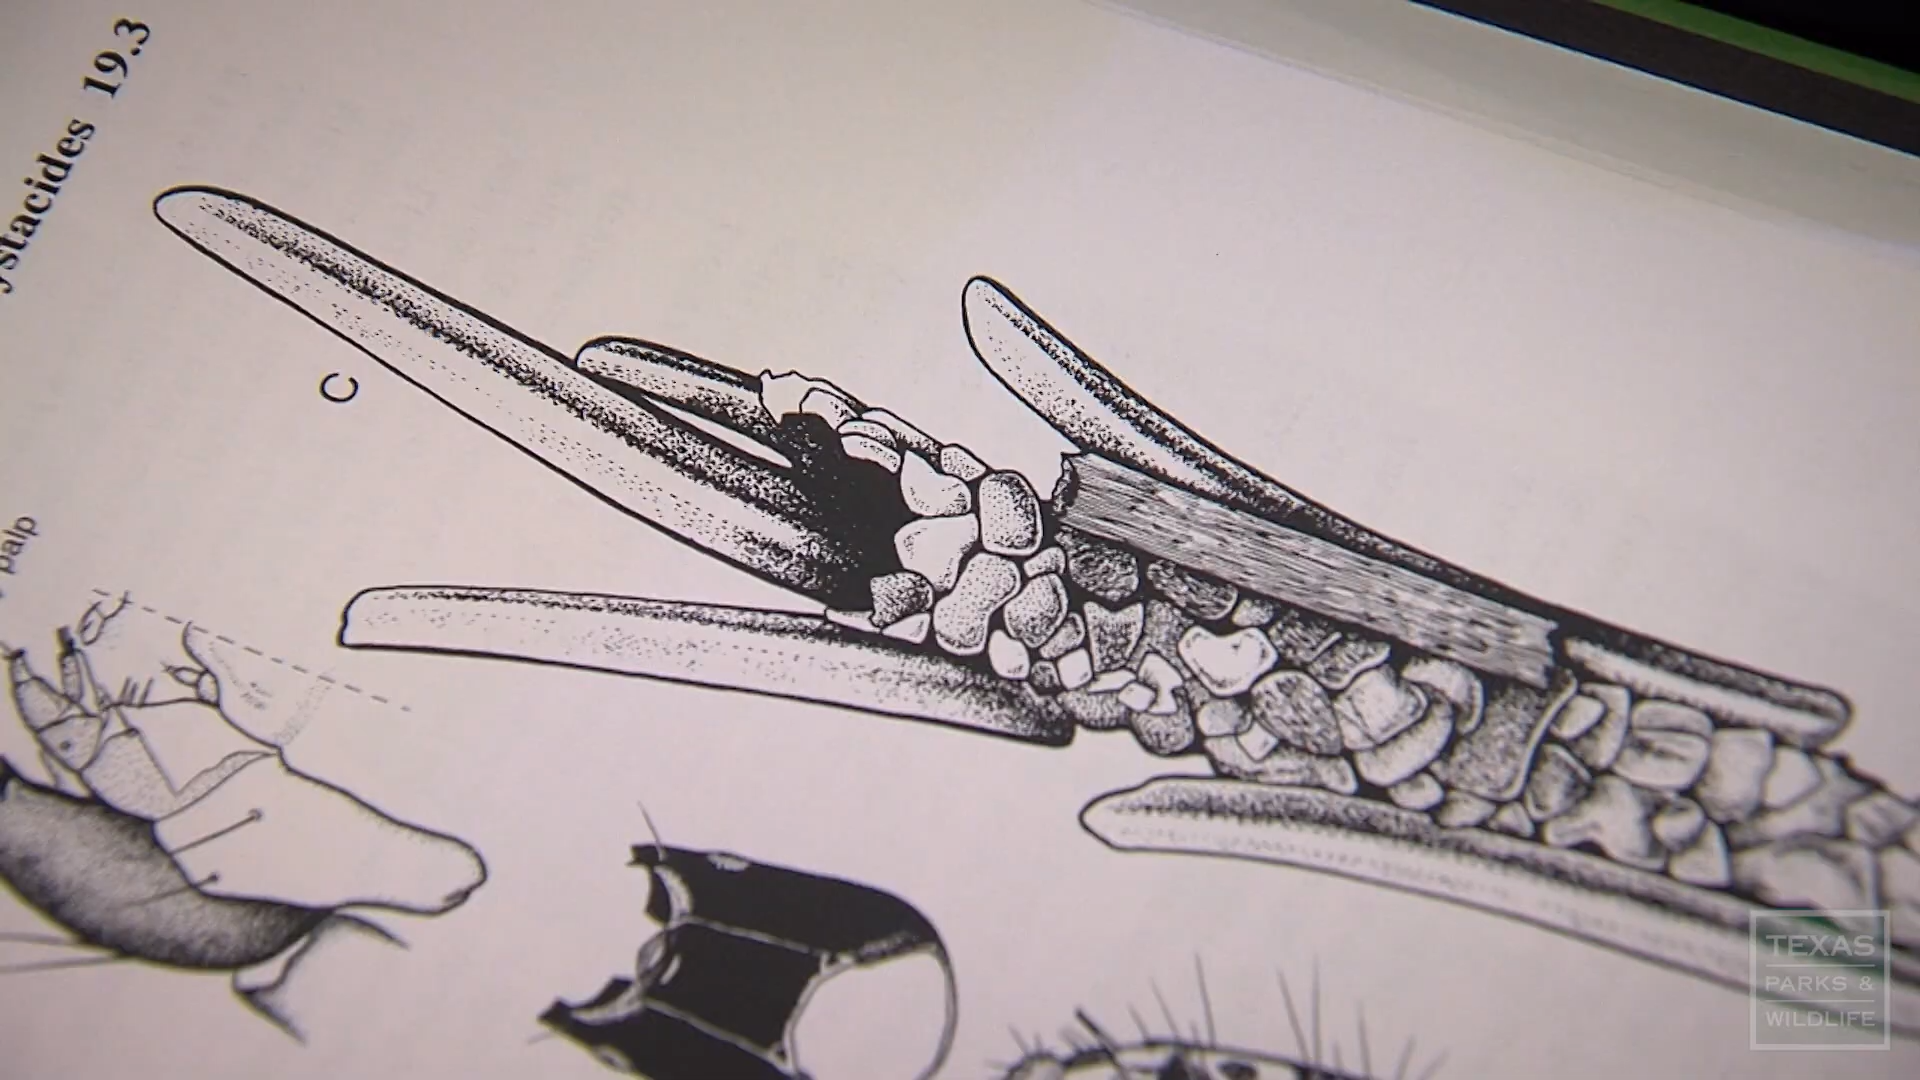 ystacides 19.3
C
palp
TEXAS
PARKS &
WILDLIFE